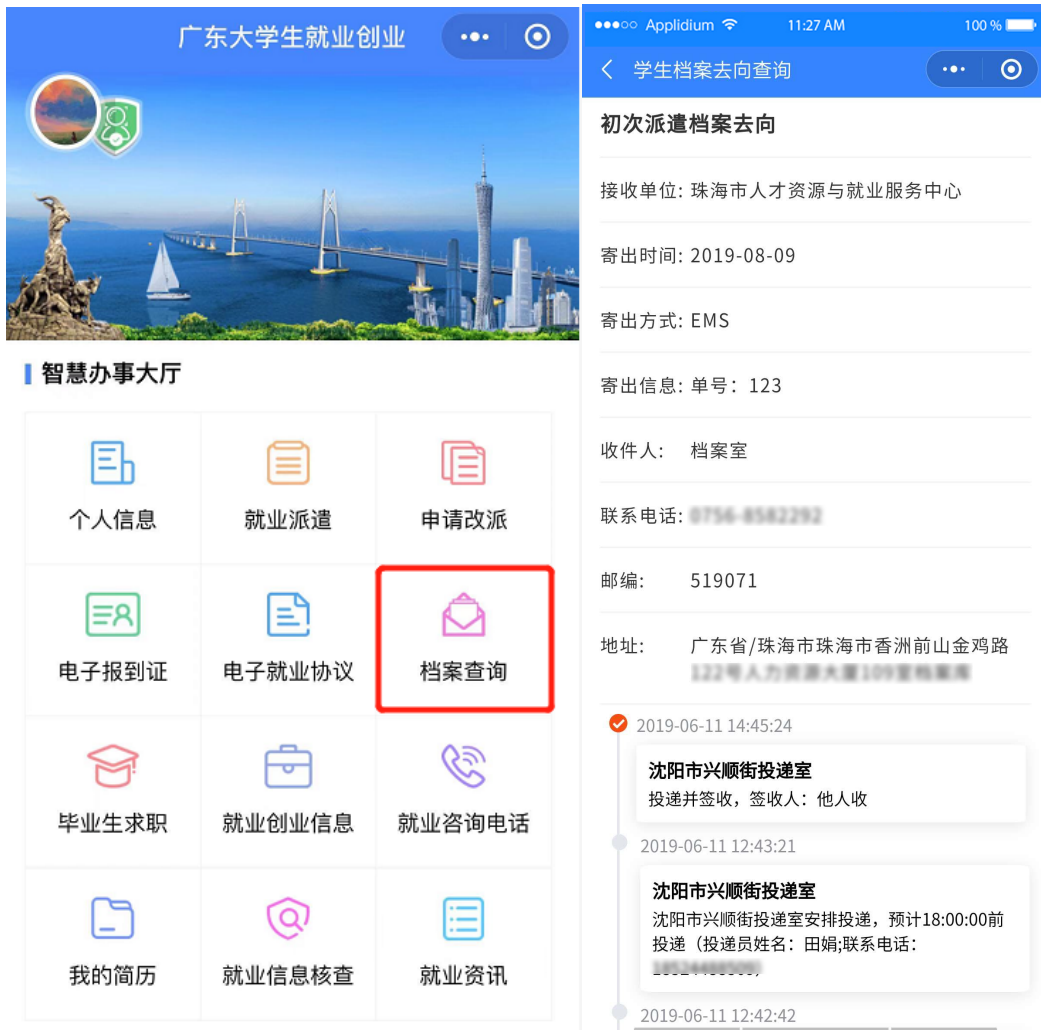 广东大学生就业创业
智慧办事大厅
个人信息
就业派遣
申请改派
电子报到证
电子就业协议
档案查询
毕业生求职
就业创业信息
就业咨询电话
我的简历
就业信息核查
就业资讯
Applidium 11:27 AM 100 %
学生档案去向查询
初次派遣档案去向
接收单位: 珠海市人才资源与就业服务中心
寄出时间: 2019-08-09
寄出方式: EMS
寄出信息: 单号：123
收件人: 档案室
联系电话:
邮编: 519071
地址: 广东省/珠海市珠海市香洲前山金鸡路
2019-06-11 14:45:24
沈阳市兴顺街投递室
投递并签收，签收人：他人收
2019-06-11 12:43:21
沈阳市兴顺街投递室
沈阳市兴顺街投递室安排投递，预计18:00:00前
投递（投递员姓名：田娟;联系电话：
2019-06-11 12:42:42